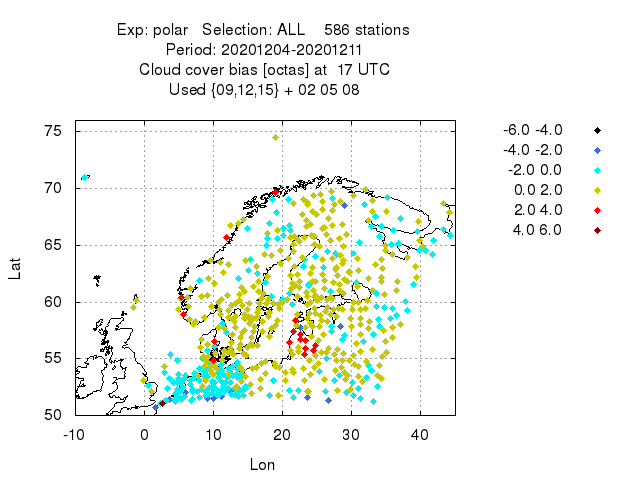 Exp: polar   Selection: ALL    586 stations
Period: 20201204-20201211
Cloud cover bias [octas] at  17 UTC
Used {09,12,15} + 02 05 08
75
70
65
60
55
50
-10 0 10 20 30 40
Lat
Lon
-6.0 -4.0
-4.0 -2.0
-2.0 0.0
0.0 2.0
2.0 4.0
4.0 6.0